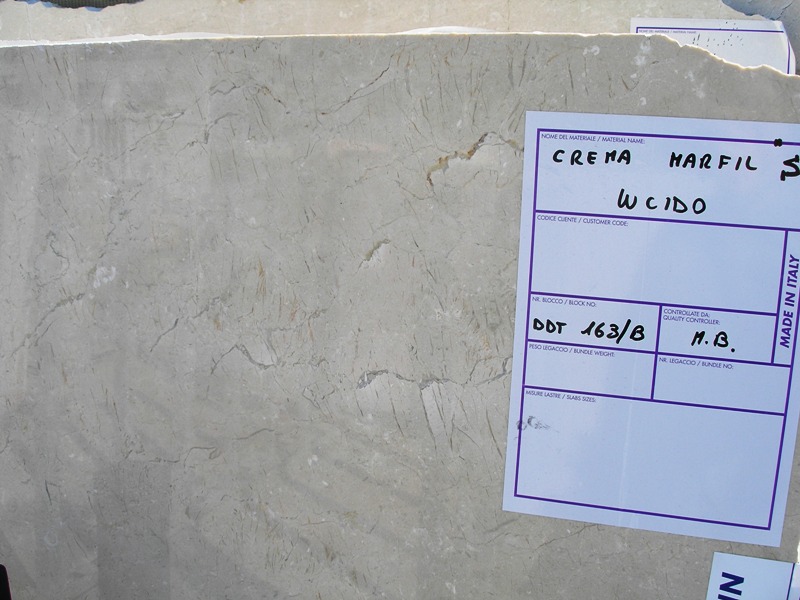 NOME DEL MATERIALE / MATERIAL NAME:
CREMA MARFIL
LUCIDO
CODICE CLIENTE / CUSTOMER CODE:
NR. BLOCCO / BLOCK NO:
DDT 163/B
CONTROLLATE DA:
QUALITY CONTROLLER:
M.B.
MADE IN ITALY
PESO LEGACCIO / BUNDLE WEIGHT:
NR. LEGACCIO / BUNDLE NO:
MISURE LASTRE / SLABS SIZES:
IN